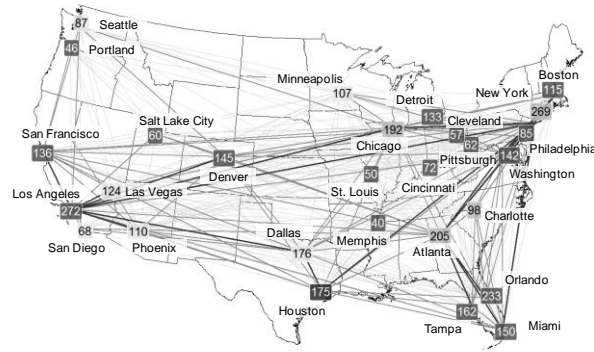 87 Seattle
46 Portland
Minneapolis
107
Boston
115
New York
269
Detroit
133
Cleveland
57
62
85
Philadelphia
Salt Lake City
60
San Francisco
136
192
Chicago
Pittsburgh
142
Washington
145
Denver
50
St. Louis
72
Cincinnati
Los Angeles
272
124 Las Vegas
68
San Diego
110
Phoenix
Dallas
176
40
Memphis
98
Charlotte
205
Atlanta
175
Houston
Orlando
233
162
Tampa
150
Miami